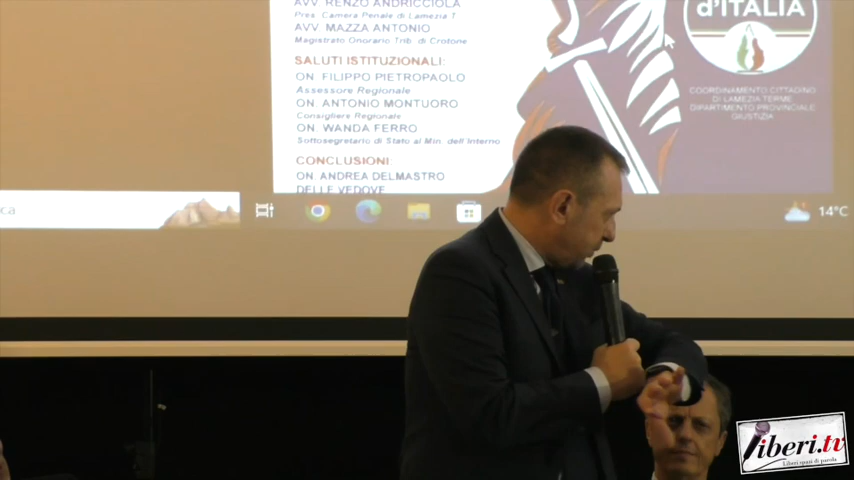 AVV. RENZO ANDRICCIOLA
Pres. Camera Penale di Lamezia T
AVV. MAZZA ANTONIO
Magistrato Onorario Trib. di Crotone
SALUTI ISTITUZIONALI:
ON. FILIPPO PIETROPAOLO
Assessore Regionale
ON. ANTONIO MONTUORO
Consigliere Regionale
ON. WANDA FERRO
Sottosegretario di Stato al Min. dell'Interno
CONCLUSIONI:
ON. ANDREA DELMASTRO
DELLE VEDOVE
d'ITALIA
COORDINAMENTO CITTADINO
DI LAMEZIA TERME
DIPARTIMENTO PROVINCIALE
GIUSTIZIA
ca
14°C
liberi.tv
Liberi spazi di parola